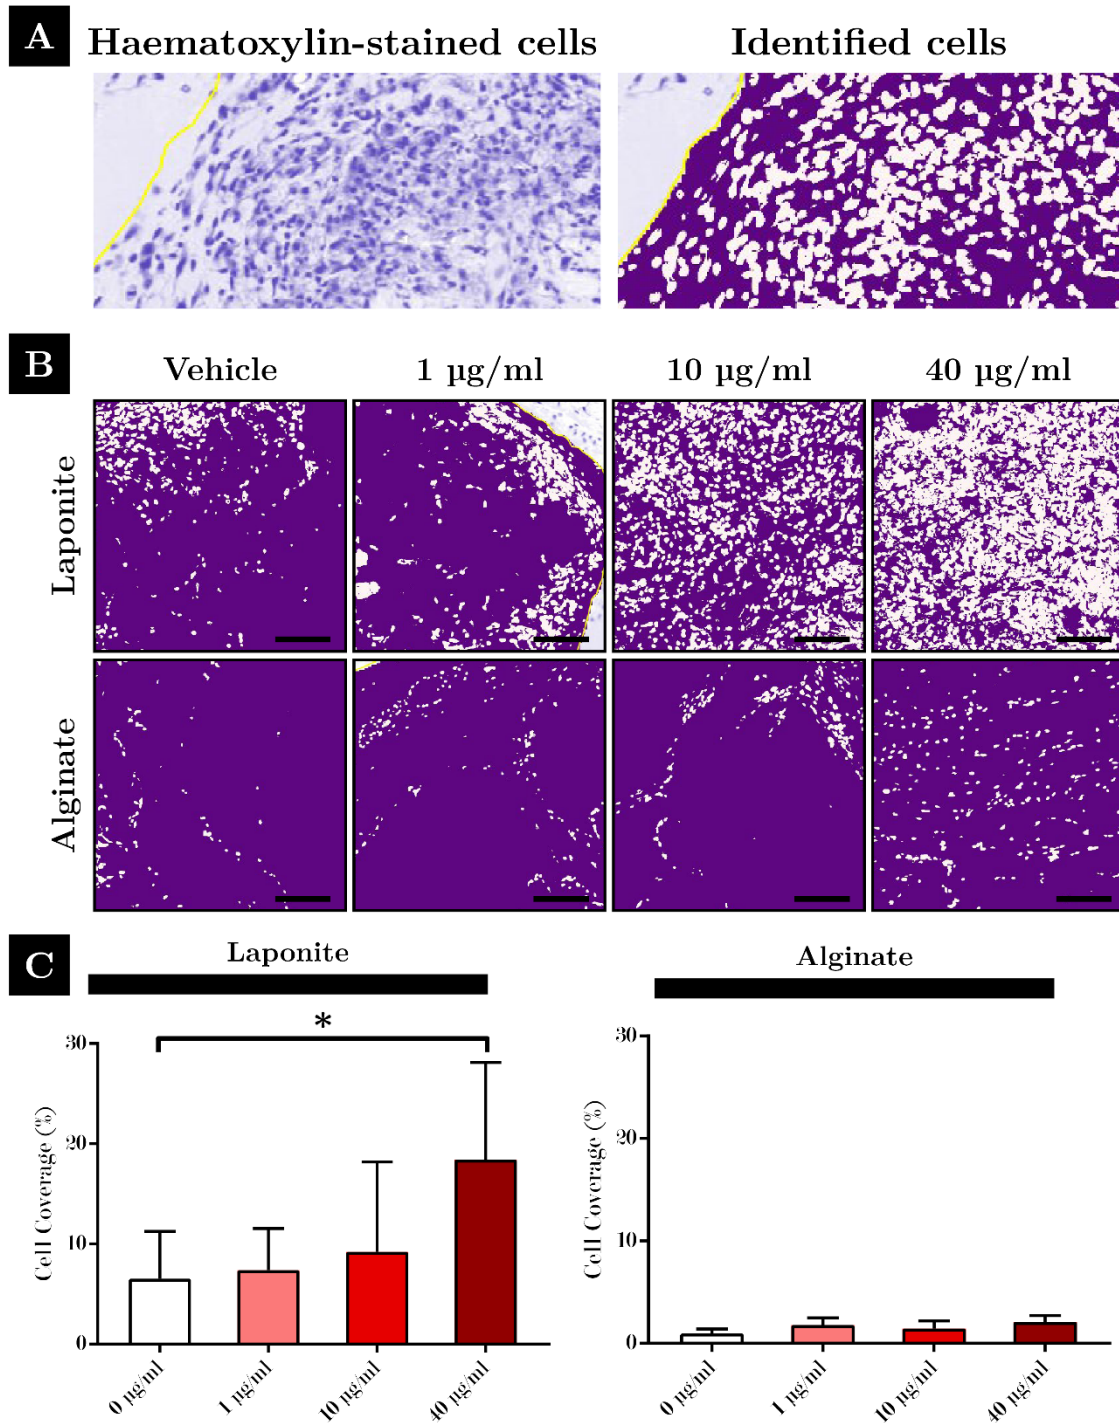 A
Haematoxylin-stained cells
Identified cells
B
Vehicle
1 µg/ml
10 µg/ml
40 µg/ml
Laponite
Alginate
C
Laponite
*
Cell Coverage (%)
30
20
10
0
0 µg/ml
1 µg/ml
10 µg/ml
40 µg/ml
Alginate
Cell Coverage (%)
30
20
10
0
0 µg/ml
1 µg/ml
10 µg/ml
40 µg/ml